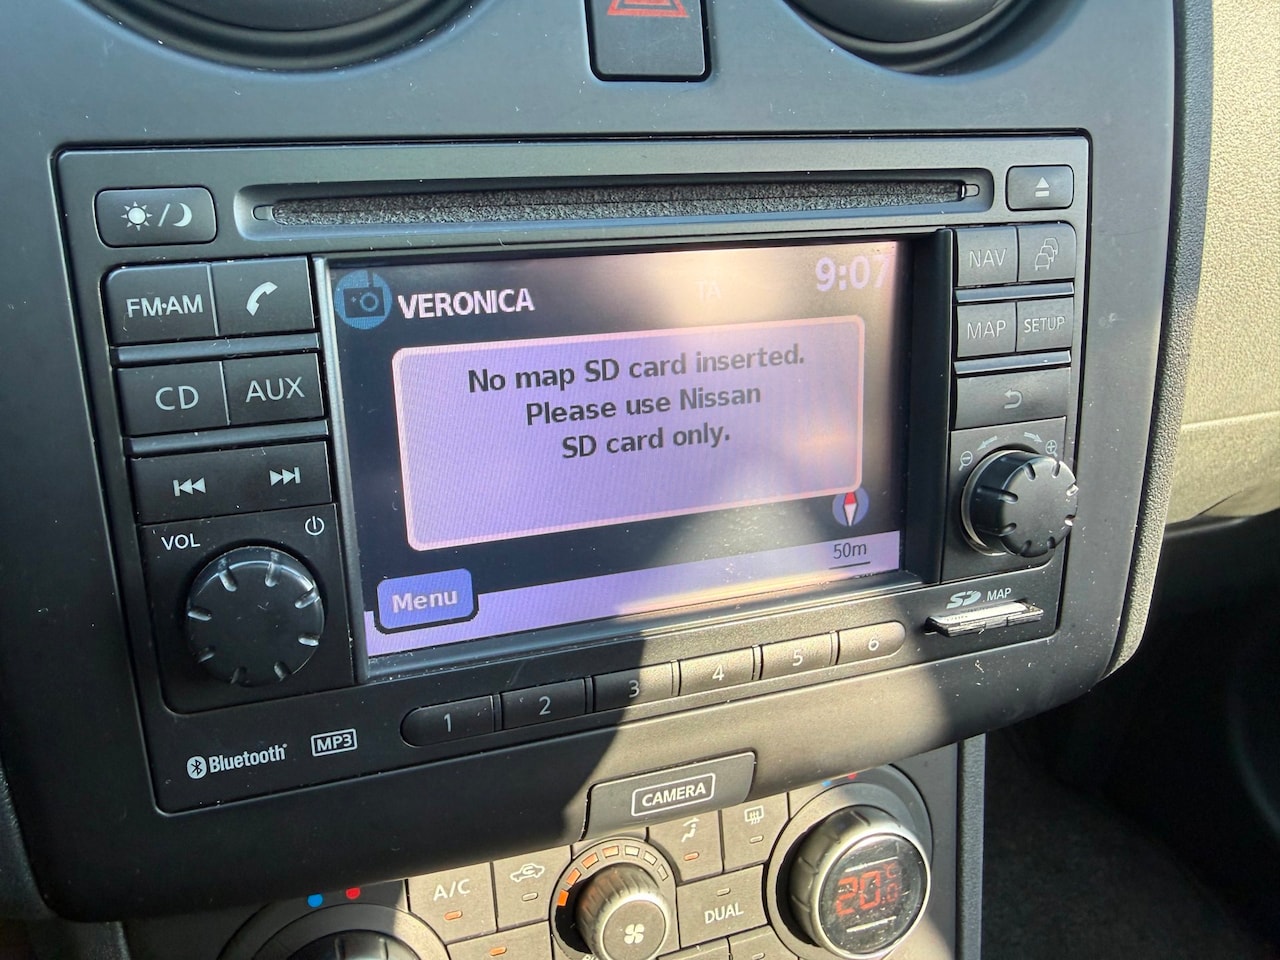 FM·AM
CD
AUX
VOL
VERONICA
TA
9:07
No map SD card inserted.
Please use Nissan
SD card only.
50m
Menu
NAV
MAP
SETUP
SD MAP
1 2 3 4 5 6
Bluetooth
MP3
CAMERA
A/C
DUAL
20.0°C